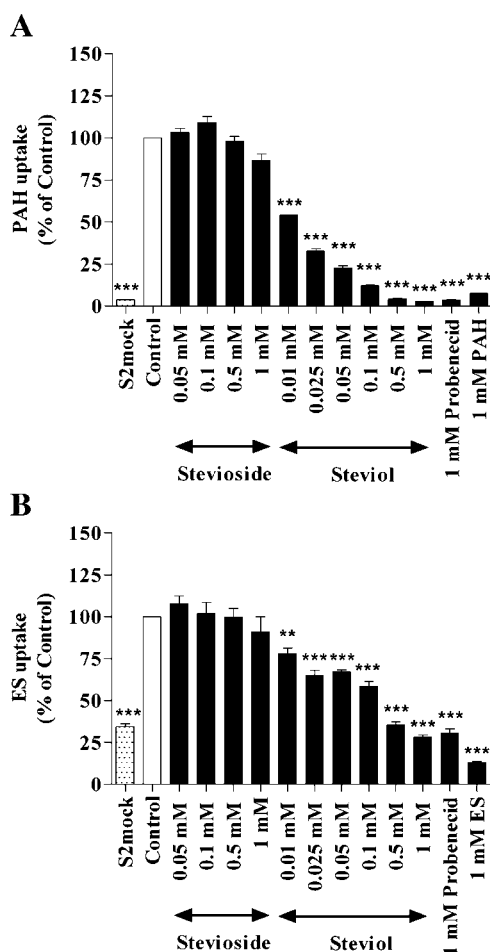 A
PAH uptake
(% of Control)
150
125
100
75
50
25
0
***
***
***
***
***
***
***
***
***
S2mock
Control
0.05 mM
0.1 mM
0.5 mM
1 mM
0.01 mM
0.025 mM
0.05 mM
0.1 mM
0.5 mM
1 mM
1 mM Probenecid
1 mM PAH
Stevioside
Steviol
B
ES uptake
(% of Control)
150
125
100
75
50
25
0
***
**
***
***
***
***
***
***
***
S2mock
Control
0.05 mM
0.1 mM
0.5 mM
1 mM
0.01 mM
0.025 mM
0.05 mM
0.1 mM
0.5 mM
1 mM
1 mM Probenecid
1 mM ES
Stevioside
Steviol